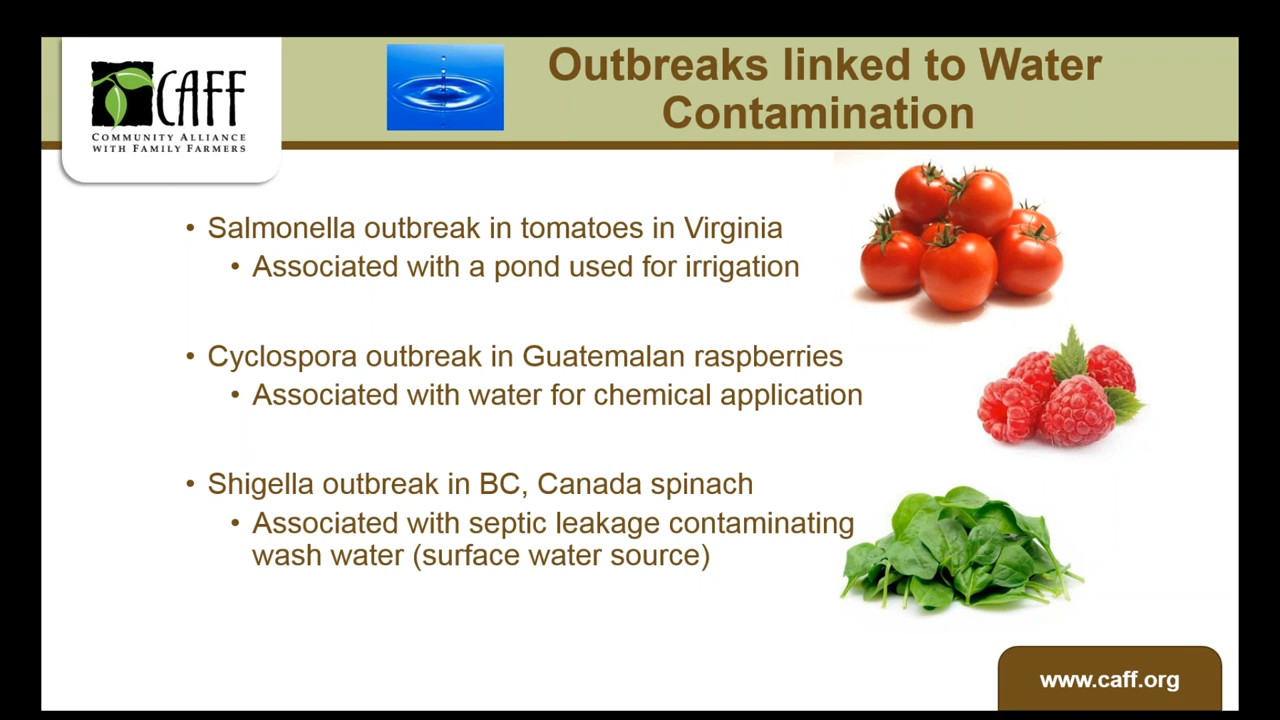 CAFF
COMMUNITY ALLIANCE
WITH FAMILY FARMERS
Outbreaks linked to Water
Contamination
• Salmonella outbreak in tomatoes in Virginia
• Associated with a pond used for irrigation
• Cyclospora outbreak in Guatemalan raspberries
• Associated with water for chemical application
• Shigella outbreak in BC, Canada spinach
• Associated with septic leakage contaminating
wash water (surface water source)
www.caff.org